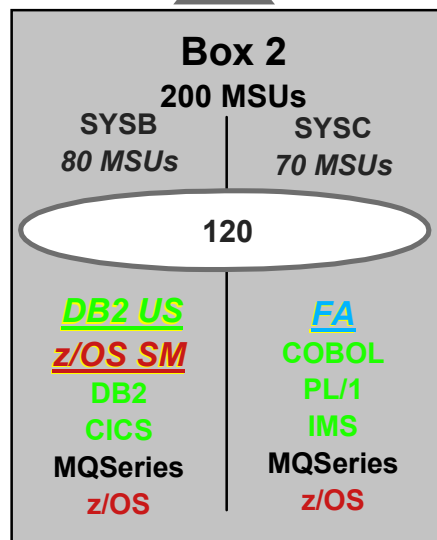 Box 2
200 MSUs
SYSB
80 MSUs
SYSC
70 MSUs
120
DB2 US
z/OS SM
DB2
CICS
MQSeries
z/OS
FA
COBOL
PL/1
IMS
MQSeries
z/OS